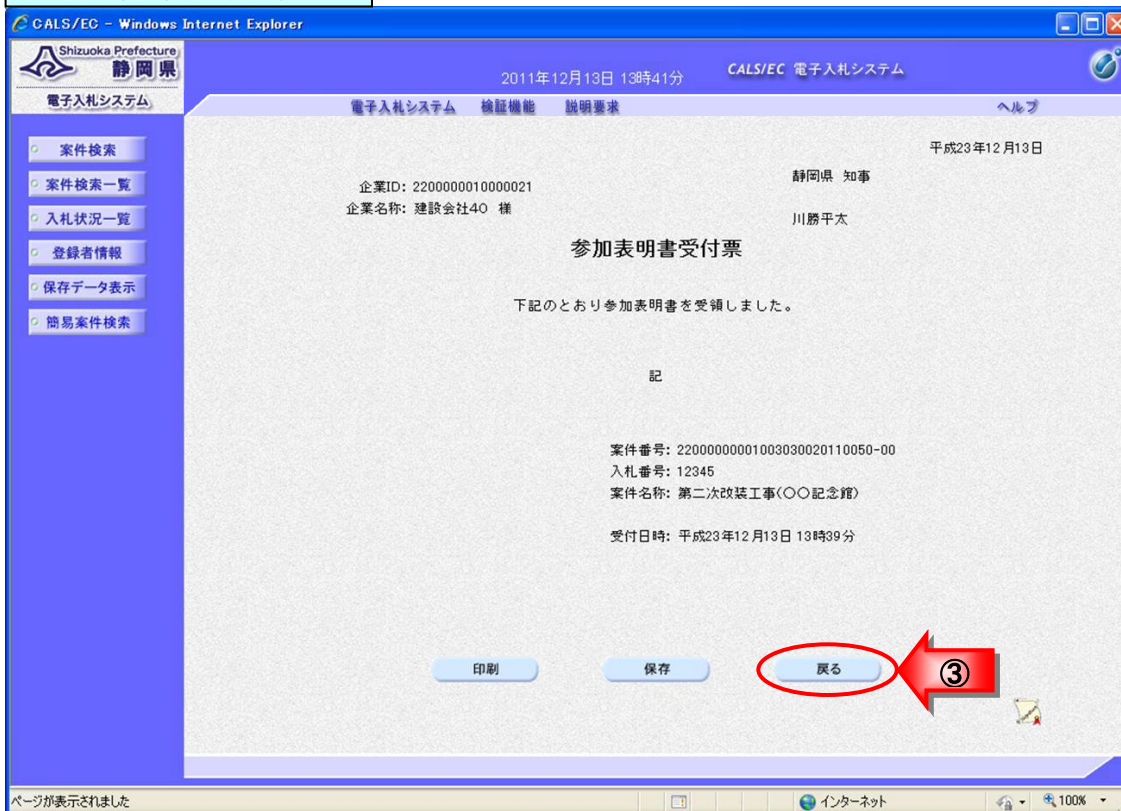 CALS/EC - Windows Internet Explorer
Shizuoka Prefecture
静岡県
電子入札システム
2011年12月13日 13時41分
CALS/EC 電子入札システム
電子入札システム 検証機能 説明要求
ヘルプ
案件検索
案件検索一覧
入札状況一覧
登録者情報
保存データ表示
簡易案件検索
平成23年12月13日
静岡県 知事
企業ID: 2200000010000021
企業名称: 建設会社40 様
川勝平太
参加表明書受付票
下記のとおり参加表明書を受領しました。
記
案件番号: 2200000000100303002011 0050-00
入札番号: 12345
案件名称: 第二次改装工事(〇〇記念館)
受付日時: 平成23年12月13日 13時39分
印刷
保存
戻る
③
ページが表示されました
インターネット
100%